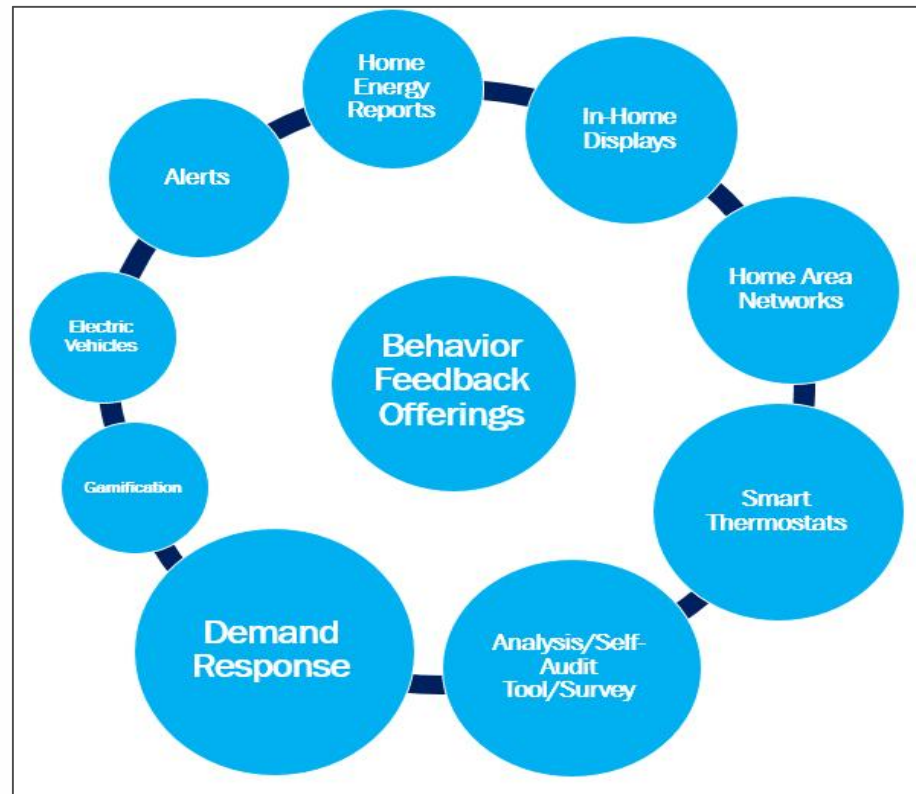 Home
Energy
Reports
In-Home
Displays
Home Area
Networks
Smart
Thermostats
Analysis/Self-
Audit
Tool/Survey
Demand
Response
Gamification
Electric
Vehicles
Alerts
Behavior
Feedback
Offerings